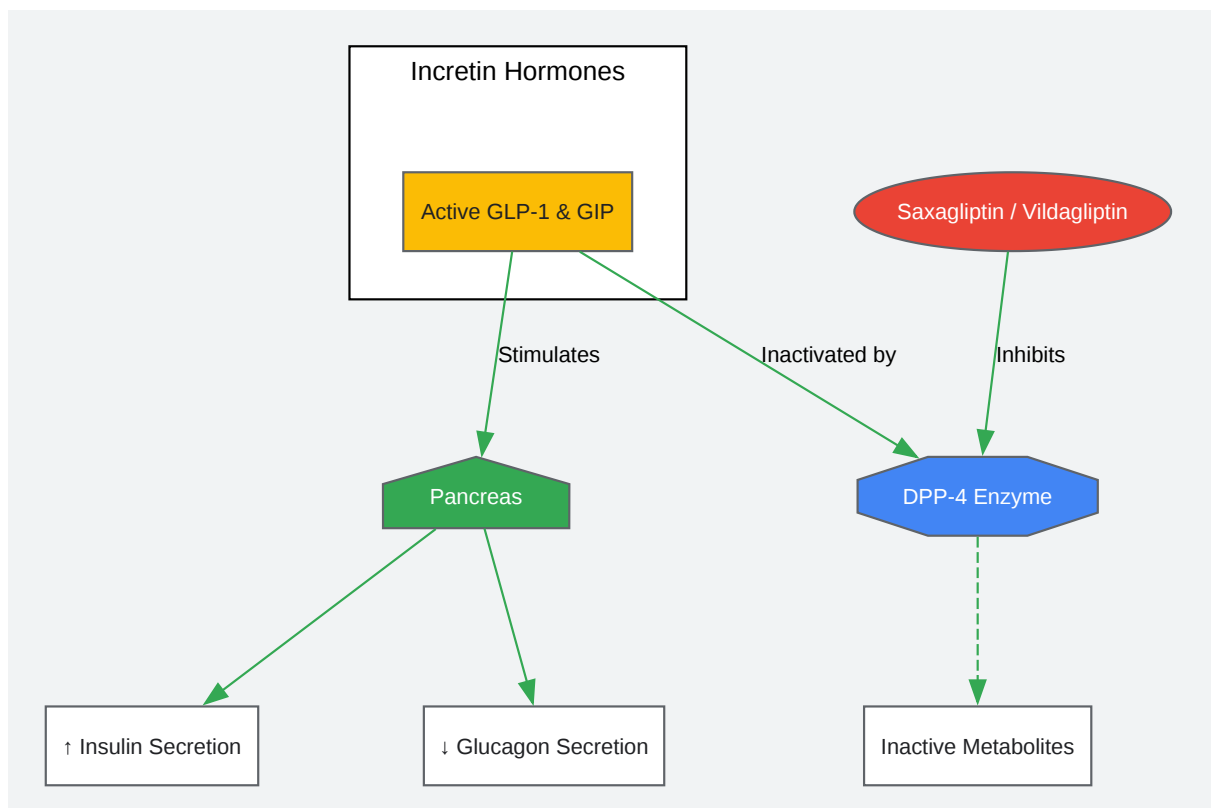 Incretin Hormones
Active GLP-1 & GIP
Saxagliptin / Vildagliptin
Stimulates
Inactivated by
Inhibits
Pancreas
DPP-4 Enzyme
↑ Insulin Secretion
↓ Glucagon Secretion
Inactive Metabolites